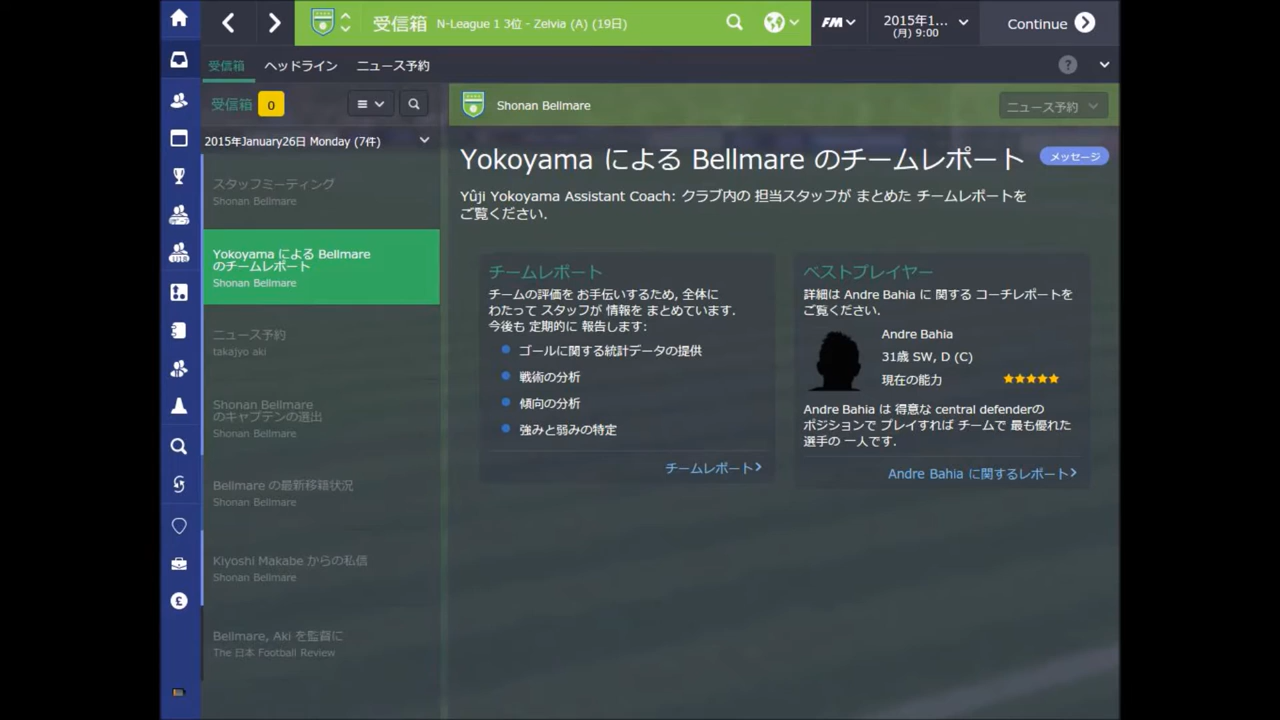 受信箱 N-League 1 3位 - Zelvia (A) (19日)
FM
2015年1...
(月) 9:00
Continue
受信箱 ヘッドライン ニュース予約
?
受信箱 0
2015年January26日 Monday (7件)
スタッフミーティング
Shonan Bellmare
Yokoyama による Bellmare
のチームレポート
Shonan Bellmare
ニュース予約
takajyo aki
Shonan Bellmare
のキャプテンの選出
Shonan Bellmare
Bellmare の最新移籍状況
Shonan Bellmare
Kiyoshi Makabe からの私信
Shonan Bellmare
Bellmare, Aki を監督に
The 日本 Football Review
Shonan Bellmare
ニュース予約
Yokoyama による Bellmare のチームレポート
メッセージ
Yûji Yokoyama Assistant Coach: クラブ内の 担当スタッフが まとめた チームレポートを
ご覧ください.
チームレポート
チームの評価を お手伝いするため, 全体に
わたって スタッフが 情報を まとめています.
今後も 定期的に 報告します:
ゴールに関する統計データの提供
戦術の分析
傾向の分析
強みと弱みの特定
チームレポート>
ベストプレイヤー
詳細は Andre Bahia に 関する コーチレポートを
ご覧ください.
Andre Bahia
31歳 SW, D (C)
現在の能力
Andre Bahia は 得意な central defenderの
ポジションで プレイすれば チームで 最も優れた
選手の 一人です.
Andre Bahia に関するレポート>